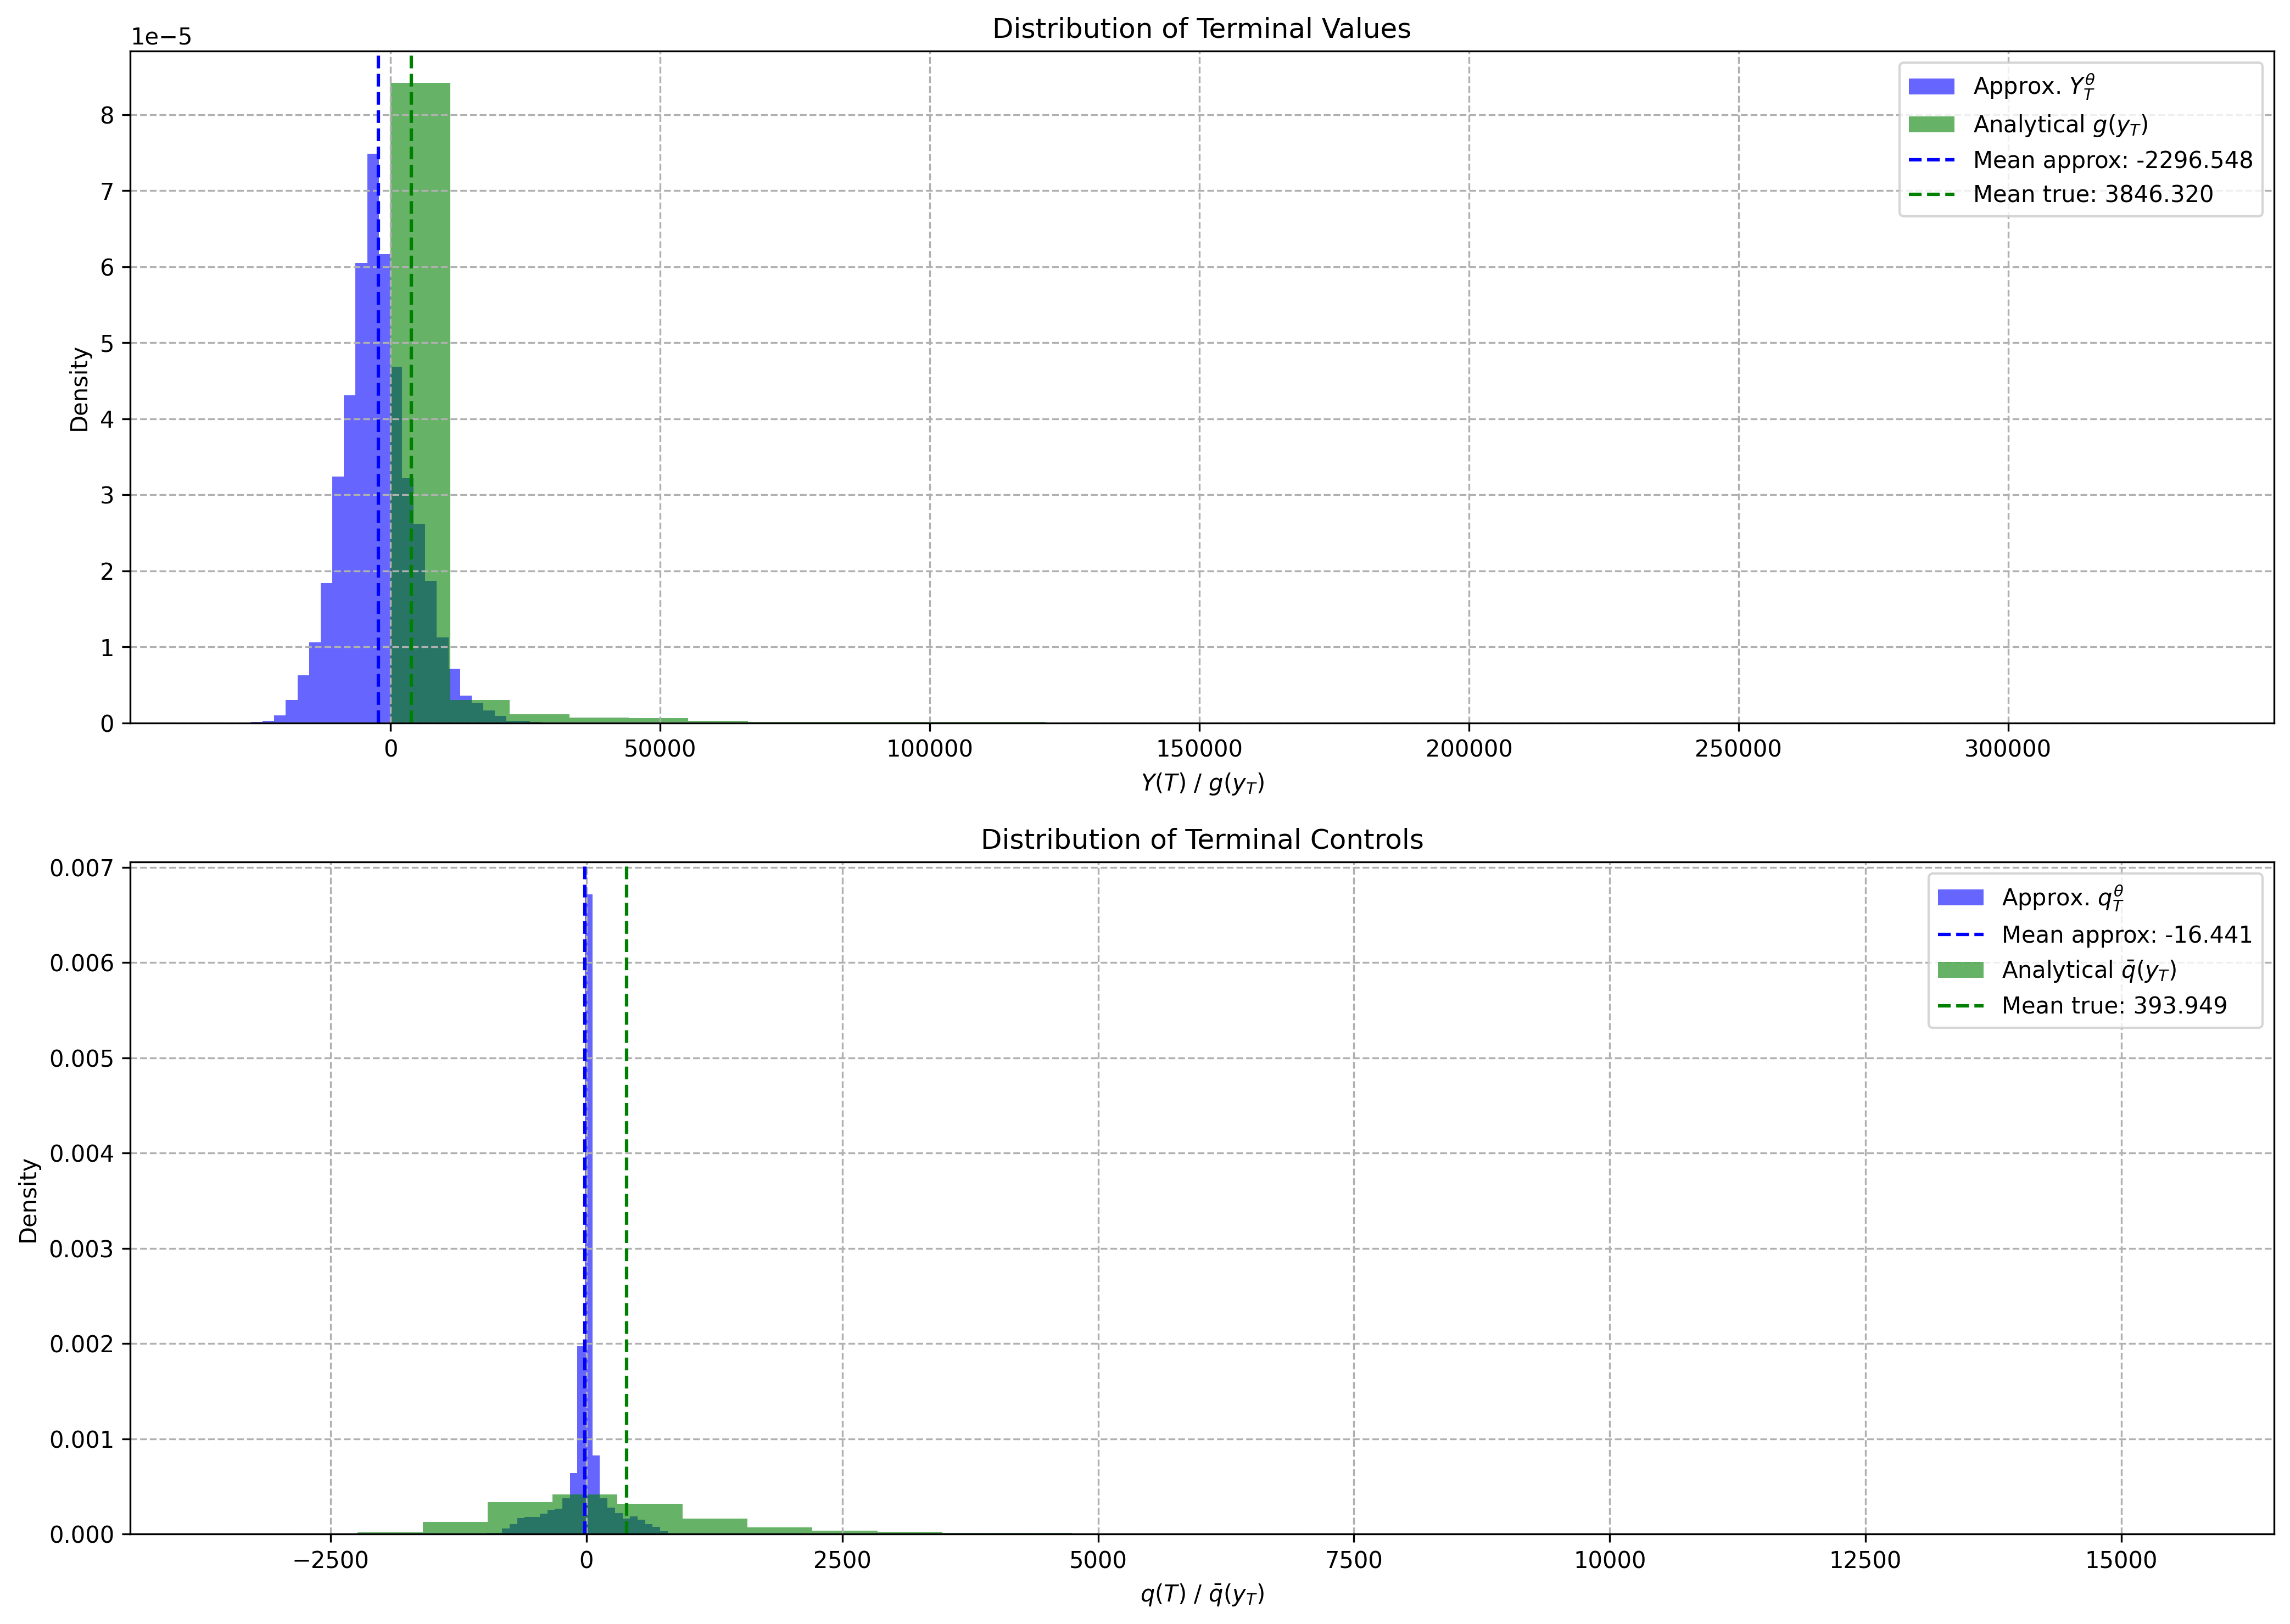 Distribution of Terminal Values
1e−5
Approx. $Y_T^θ$
Analytical $g(y_T)$
Mean approx: -2296.548
Mean true: 3846.320
8
7
6
5
4
3
2
1
0
Density
0 50000 100000 150000 200000 250000 300000
$Y(T)$ / $g(y_T)$
Distribution of Terminal Controls
Approx. $q_T^θ$
Mean approx: -16.441
Analytical $\bar{q}(y_T)$
Mean true: 393.949
0.007
0.006
0.005
0.004
0.003
0.002
0.001
0.000
Density
−2500 0 2500 5000 7500 10000 12500 15000
$q(T)$ / $\bar{q}(y_T)$